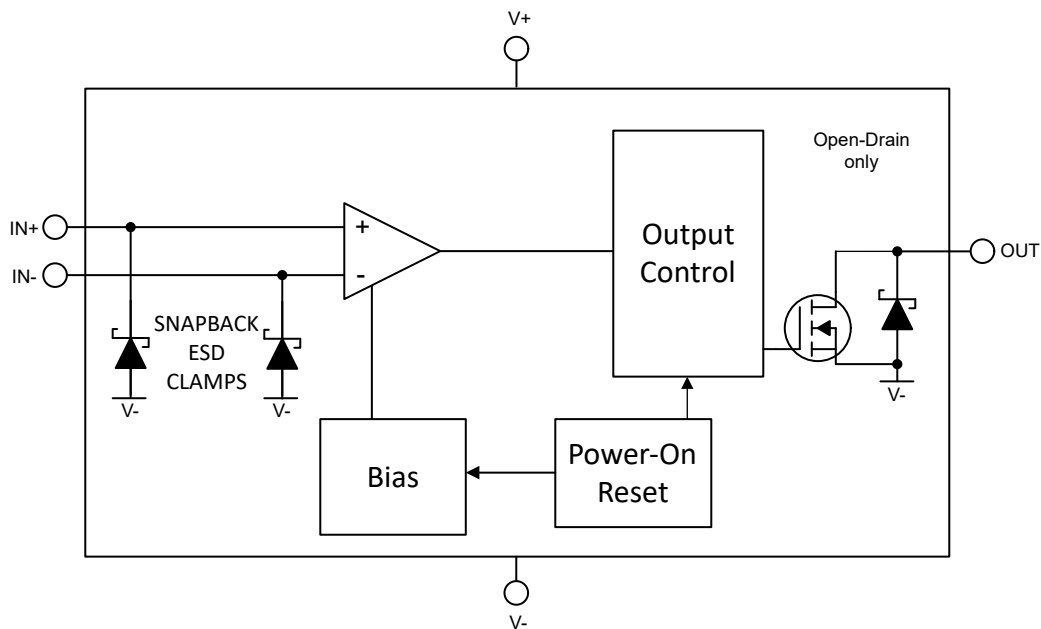 V+
Open-Drain
only
IN+
+
Output
Control
IN-
-
OUT
SNAPBACK
ESD
CLAMPS
V-
V-
V-
Bias
Power-On
Reset
V-